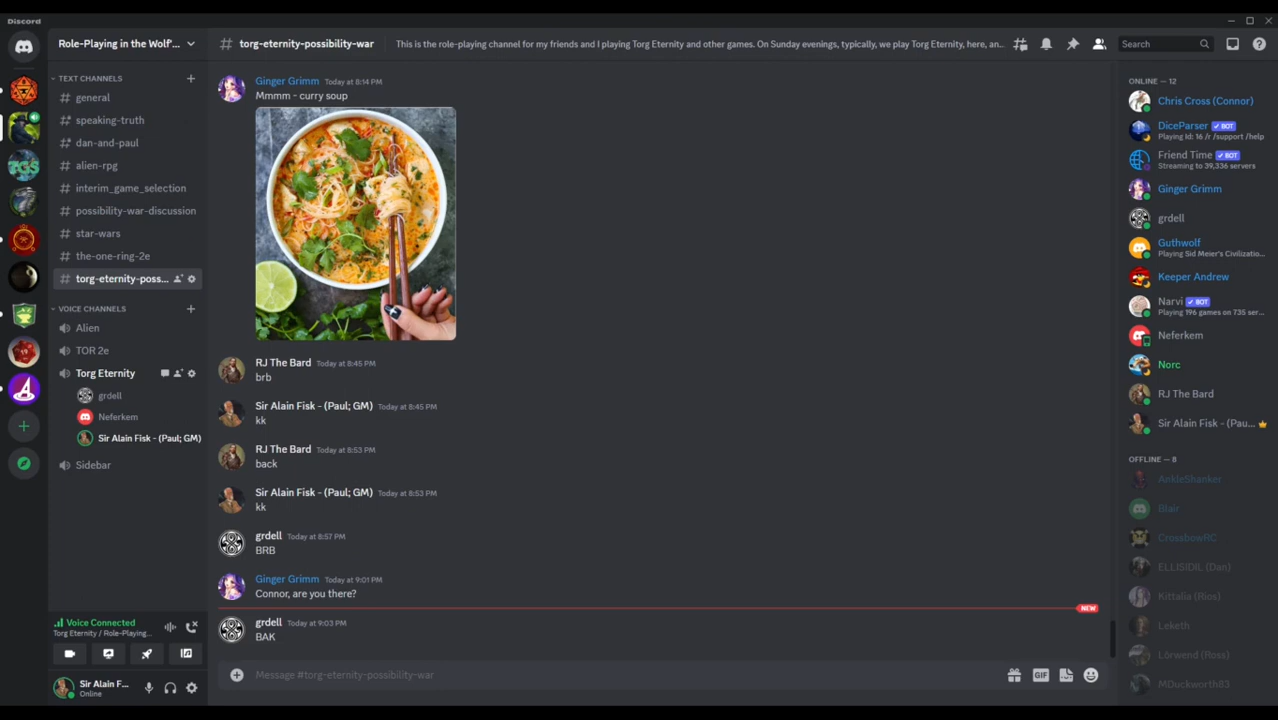 Discord
Role-Playing in the Wolf'...
torg-eternity-possibility-war
This is the role-playing channel for my friends and I playing Torg Eternity and other games. On Sunday evenings, typically, we play Torg Eternity, here, an...
Search
TEXT CHANNELS
general
speaking-truth
dan-and-paul
alien-rpg
interim_game_selection
possibility-war-discussion
star-wars
the-one-ring-2e
torg-eternity-poss...
VOICE CHANNELS
Alien
TOR 2e
Torg Eternity
grdell
Neferkem
Sir Alain Fisk - (Paul; GM)
Sidebar
Voice Connected
Torg Eternity / Role-Playing...
Sir Alain F...
Online
Ginger Grimm Today at 8:14 PM
Mmmm - curry soup
RJ The Bard Today at 8:45 PM
brb
Sir Alain Fisk - (Paul; GM) Today at 8:45 PM
kk
RJ The Bard Today at 8:53 PM
back
Sir Alain Fisk - (Paul; GM) Today at 8:53 PM
kk
grdell Today at 8:57 PM
BRB
Ginger Grimm Today at 9:01 PM
Connor, are you there?
NEW
grdell Today at 9:03 PM
BAK
Message #torg-eternity-possibility-war
GIF
ONLINE — 12
Chris Cross (Connor)
DiceParser ✓ BOT
Playing Id: 16 /r /support /help
Friend Time ✓ BOT
Streaming to 39,336 servers
Ginger Grimm
grdell
Guthwolf
Playing Sid Meier's Civilizatio...
Keeper Andrew
Narvi ✓ BOT
Playing 196 games on 735 ser...
Neferkem
Norc
RJ The Bard
Sir Alain Fisk - (Pau...
OFFLINE — 8
AnkleShanker
Blair
CrossbowRC
ELLISIDIL (Dan)
Kittalia (Rios)
Leketh
Lörwend (Ross)
MDuckworth83